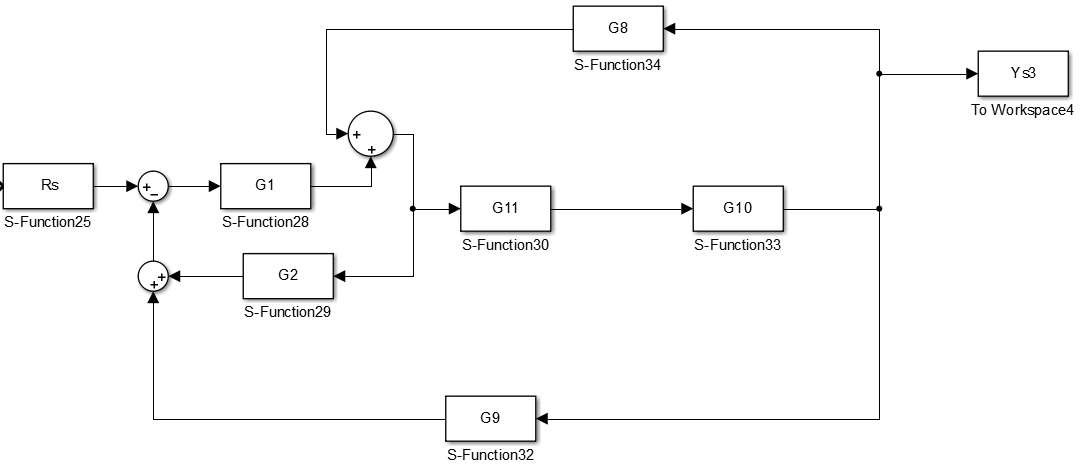 G8
S-Function34
Ys3
To Workspace4
+
+
Rs
S-Function25
+
−
G1
S-Function28
G11
S-Function30
G10
S-Function33
+
+
G2
S-Function29
G9
S-Function32